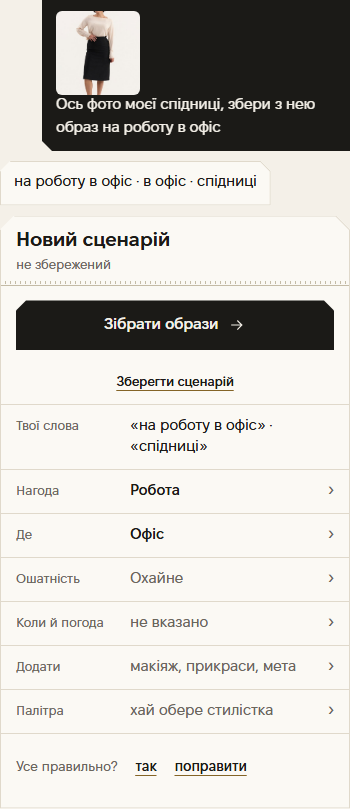 Ось фото моєї спідниці, збери з нею
образ на роботу в офіс
на роботу в офіс · в офіс · спідниці
Новий сценарій
не збережений
Зібрати образи →
Зберегти сценарій
Твої слова
«на роботу в офіс» ·
«спідниці»
Нагода Робота ›
Де Офіс ›
Ошатність Охайне ›
Коли й погода не вказано ›
Додати макіяж, прикраси, мета ›
Палітра хай обере стилістка ›
Усе правильно? так поправити